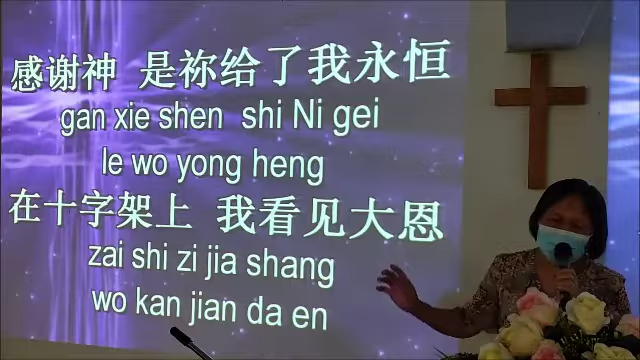 感谢神 是祢给了我永恒
gan xie shen shi Ni gei
le wo yong heng
在十字架上 我看见大恩
zai shi zi jia shang
wo kan jian da en